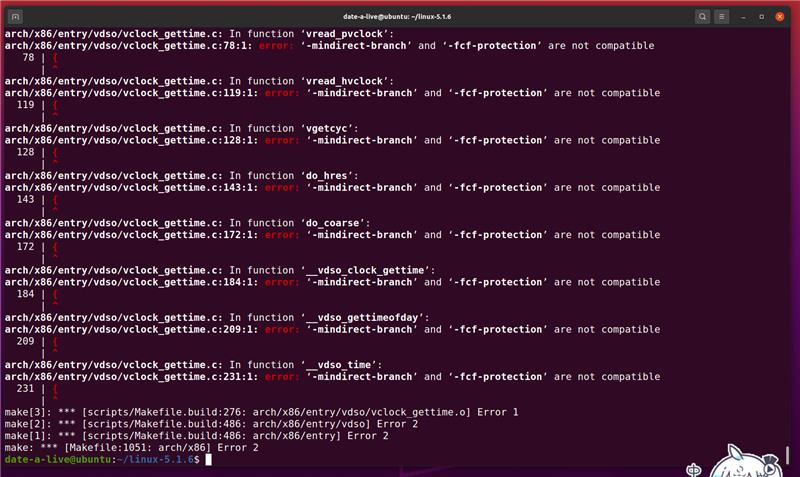 date-a-live@ubuntu: ~/linux-5.1.6
arch/x86/entry/vdso/vclock_gettime.c: In function ‘vread_pvclock’:
arch/x86/entry/vdso/vclock_gettime.c:78:1: error: ‘-mindirect-branch’ and ‘-fcf-protection’ are not compatible
78 | {
| ^
arch/x86/entry/vdso/vclock_gettime.c: In function ‘vread_hvclock’:
arch/x86/entry/vdso/vclock_gettime.c:119:1: error: ‘-mindirect-branch’ and ‘-fcf-protection’ are not compatible
119 | {
| ^
arch/x86/entry/vdso/vclock_gettime.c: In function ‘vgetcyc’:
arch/x86/entry/vdso/vclock_gettime.c:128:1: error: ‘-mindirect-branch’ and ‘-fcf-protection’ are not compatible
128 | {
| ^
arch/x86/entry/vdso/vclock_gettime.c: In function ‘do_hres’:
arch/x86/entry/vdso/vclock_gettime.c:143:1: error: ‘-mindirect-branch’ and ‘-fcf-protection’ are not compatible
143 | {
| ^
arch/x86/entry/vdso/vclock_gettime.c: In function ‘do_coarse’:
arch/x86/entry/vdso/vclock_gettime.c:172:1: error: ‘-mindirect-branch’ and ‘-fcf-protection’ are not compatible
172 | {
| ^
arch/x86/entry/vdso/vclock_gettime.c: In function ‘__vdso_clock_gettime’:
arch/x86/entry/vdso/vclock_gettime.c:184:1: error: ‘-mindirect-branch’ and ‘-fcf-protection’ are not compatible
184 | {
| ^
arch/x86/entry/vdso/vclock_gettime.c: In function ‘__vdso_gettimeofday’:
arch/x86/entry/vdso/vclock_gettime.c:209:1: error: ‘-mindirect-branch’ and ‘-fcf-protection’ are not compatible
209 | {
| ^
arch/x86/entry/vdso/vclock_gettime.c: In function ‘__vdso_time’:
arch/x86/entry/vdso/vclock_gettime.c:231:1: error: ‘-mindirect-branch’ and ‘-fcf-protection’ are not compatible
231 | {
| ^
make[3]: *** [scripts/Makefile.build:276: arch/x86/entry/vdso/vclock_gettime.o] Error 1
make[2]: *** [scripts/Makefile.build:486: arch/x86/entry/vdso] Error 2
make[1]: *** [scripts/Makefile.build:486: arch/x86/entry] Error 2
make: *** [Makefile:1051: arch/x86] Error 2
date-a-live@ubuntu:~/linux-5.1.6$
中